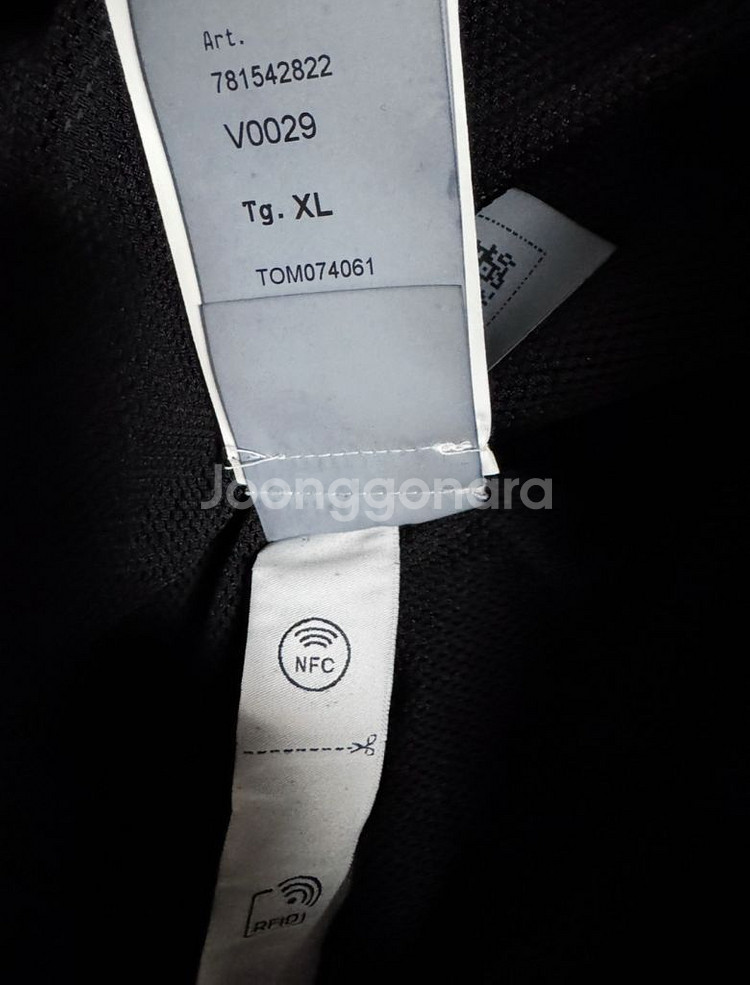 Art.
781542822
V0029
Tg. XL
TOM074061
Joonggonara
NFC
RFID